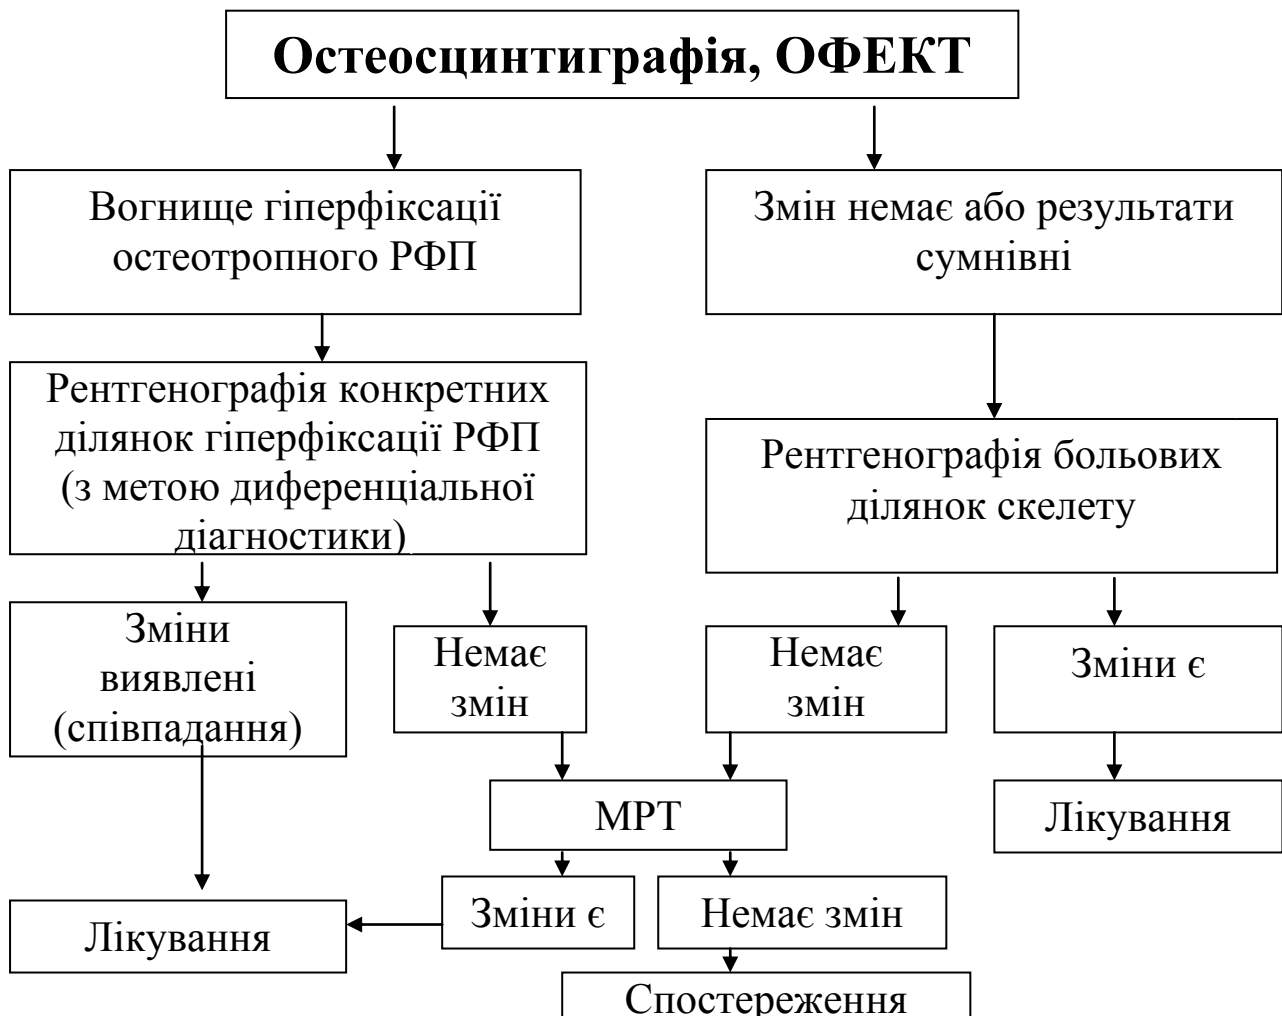 Остеосцинтиграфія, ОФЕКТ
Вогнище гіперфіксації
остеотропного РФП
Змін немає або результати
сумнівні
Рентгенографія конкретних
ділянок гіперфіксації РФП
(з метою диференціальної
діагностики)
Рентгенографія больових
ділянок скелету
Зміни
виявлені
(співпадання)
Немає
змін
Немає
змін
Зміни є
МРТ
Лікування
Зміни є
Немає змін
Лікування
Спостереження